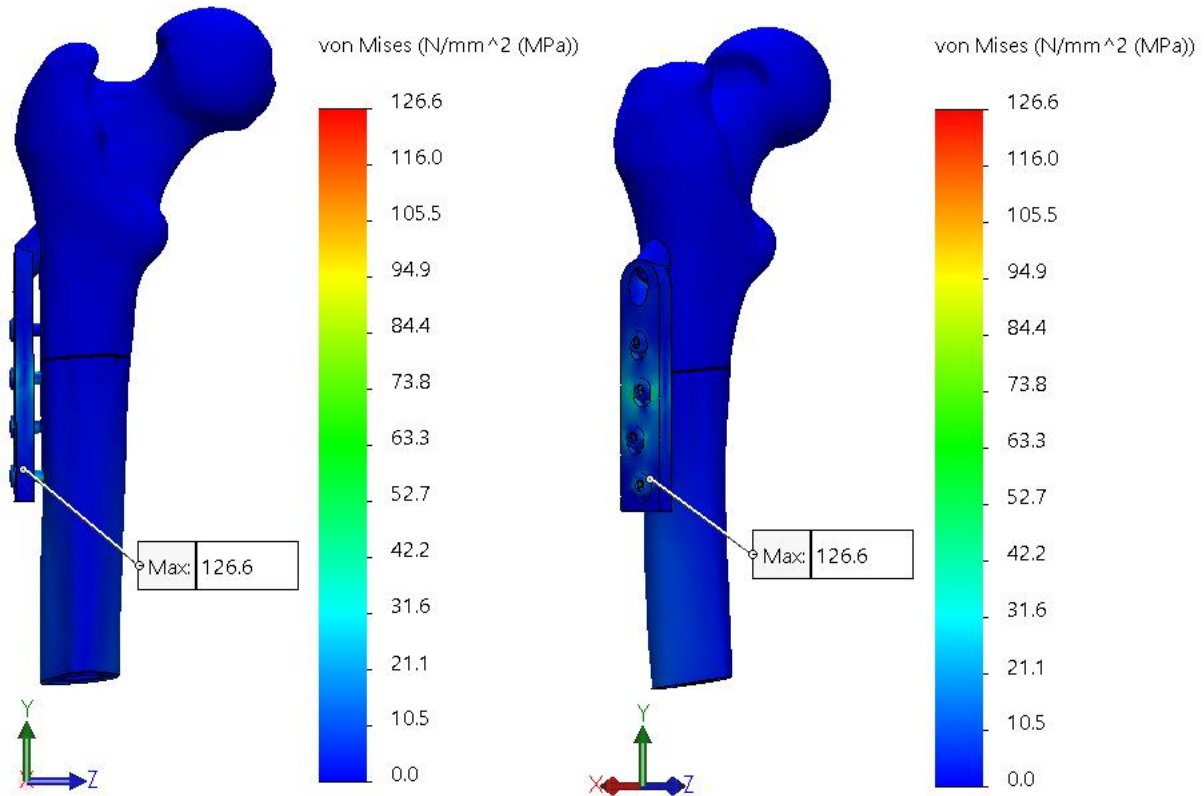 von Mises (N/mm^2 (MPa))
126.6
116.0
105.5
94.9
84.4
73.8
63.3
52.7
42.2
31.6
21.1
10.5
0.0
Max: 126.6
Y
X
Z
von Mises (N/mm^2 (MPa))
126.6
116.0
105.5
94.9
84.4
73.8
63.3
52.7
42.2
31.6
21.1
10.5
0.0
Max: 126.6
Y
X
Z